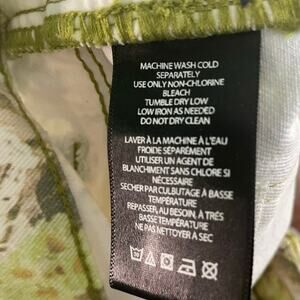 MACHINE WASH COLD
SEPARATELY
USE ONLY NON-CHLORINE
BLEACH
TUMBLE DRY LOW
LOW IRON AS NEEDED
DO NOT DRY CLEAN
LAVER À LA MACHINE À L'EAU
FROIDE SÉPARÉMENT
UTILISER UN AGENT DE
BLANCHIMENT SANS CHLORE SI
NÉCESSAIRE
SECHER PAR CULBUTAGE À BASSE
TEMPÉRATURE
REPASSER, AU BESOIN, À TRÈS
BASSE TEMPÉRATURE
NE PAS NETTOYER A SEC